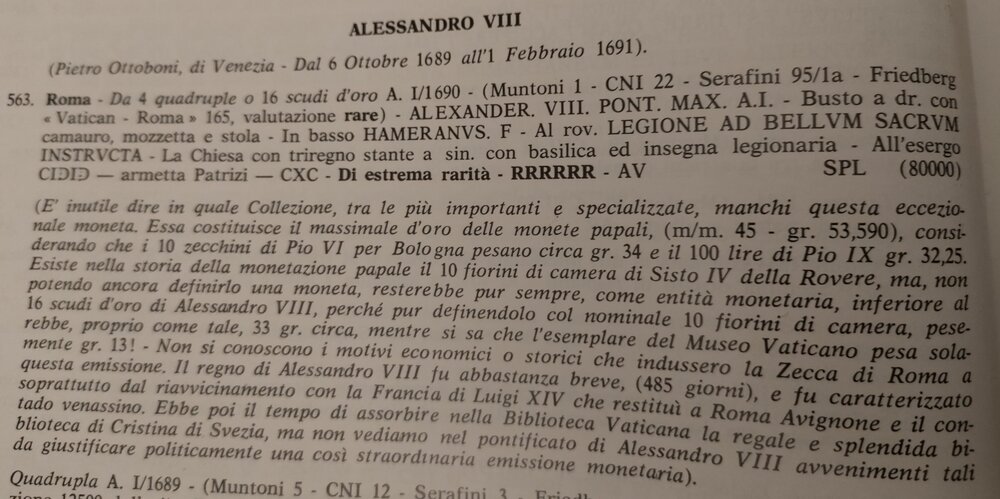 ALESSANDRO VIII
(Pietro Ottoboni, di Venezia - Dal 6 Ottobre 1689 all'1 Febbraio 1691).
563. Roma - Da 4 quadruple o 16 scudi d'oro A. I/1690 - (Muntoni 1 - CNI 22 - Serafini 95/1a - Friedberg
« Vatican - Roma » 165, valutazione rare) - ALEXANDER. VIII. PONT. MAX. A.I. - Busto a dr. con
camauro, mozzetta e stola - In basso HAMERANVS. F - Al rov. LEGIONE AD BELLVM SACRVM
INSTRVCTA - La Chiesa con triregno stante a sin. con basilica ed insegna legionaria - All'esergo
CIƆIƆ — armetta Patrizi — CXC - Di estrema rarità - RRRRRR - AV SPL (80000)
(E' inutile dire in quale Collezione, tra le più importanti e specializzate, manchi questa eccezio-
nale moneta. Essa costituisce il massimale d'oro delle monete papali, (m/m. 45 - gr. 53,590), consi-
derando che i 10 zecchini di Pio VI per Bologna pesano circa gr. 34 e il 100 lire di Pio IX gr. 32,25.
Esiste nella storia della monetazione papale il 10 fiorini di camera di Sisto IV della Rovere, ma, non
potendo ancora definirlo una moneta, resterebbe pur sempre, come entità monetaria, inferiore al
16 scudi d'oro di Alessandro VIII, perché pur definendolo col nominale 10 fiorini di camera, pese-
rebbe, proprio come tale, 33 gr. circa, mentre si sa che l'esemplare del Museo Vaticano pesa sola-
mente gr. 13! - Non si conoscono i motivi economici o storici che indussero la Zecca di Roma a
questa emissione. Il regno di Alessandro VIII fu abbastanza breve, (485 giorni), e fu caratterizzato
soprattutto dal riavvicinamento con la Francia di Luigi XIV che restituì a Roma Avignone e il con-
tado venassino. Ebbe poi il tempo di assorbire nella Biblioteca Vaticana la regale e splendida bi-
blioteca di Cristina di Svezia, ma non vediamo nel pontificato di Alessandro VIII avvenimenti tali
da giustificare politicamente una così straordinaria emissione monetaria).
Quadrupla A. I/1689 - (Muntoni 5 - CNI 12 - Serafini 3 - Friedb